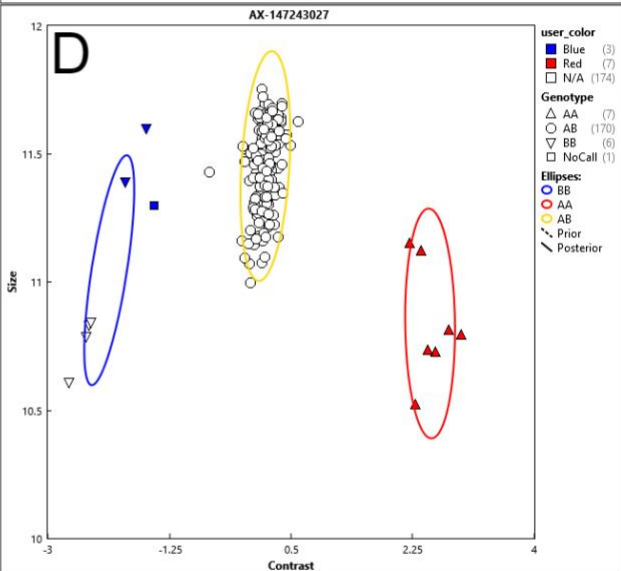 AX-147243027
D
12
11.5
11
10.5
10
Size
-3
-1.25
0.5
2.25
4
Contrast
user_color
Blue (3)
Red (7)
N/A (174)
Genotype
AA (7)
AB (170)
BB (6)
NoCall (1)
Ellipses:
BB
AA
AB
Prior
Posterior